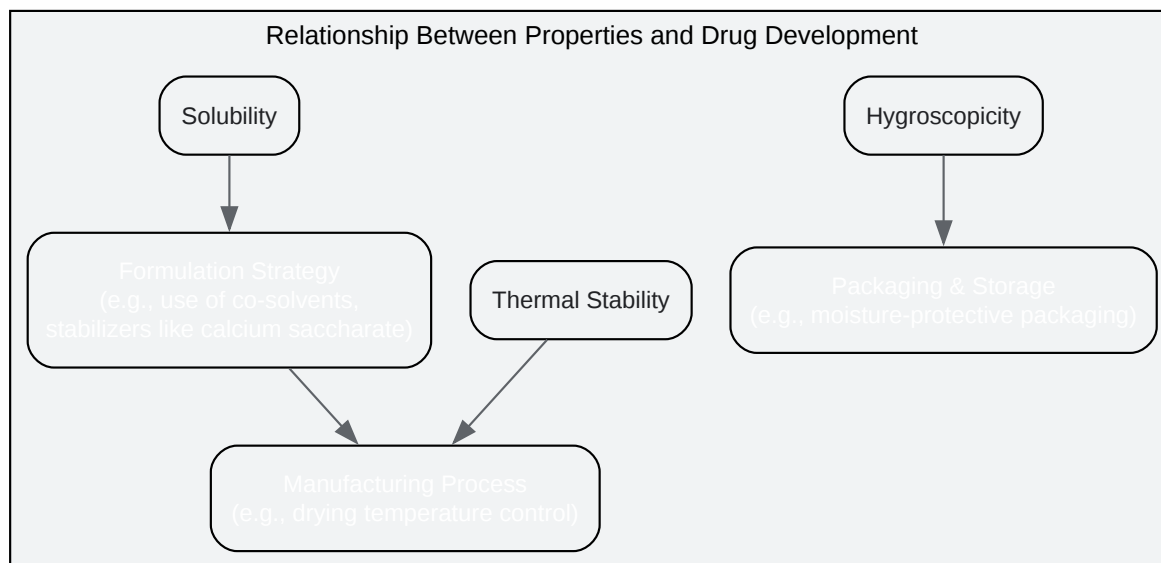 Relationship Between Properties and Drug Development
Solubility
Hygroscopicity
Formulation Strategy
(e.g., use of co-solvents,
stabilizers like calcium saccharate)
Thermal Stability
Packaging & Storage
(e.g., moisture-protective packaging)
Manufacturing Process
(e.g., drying temperature control)